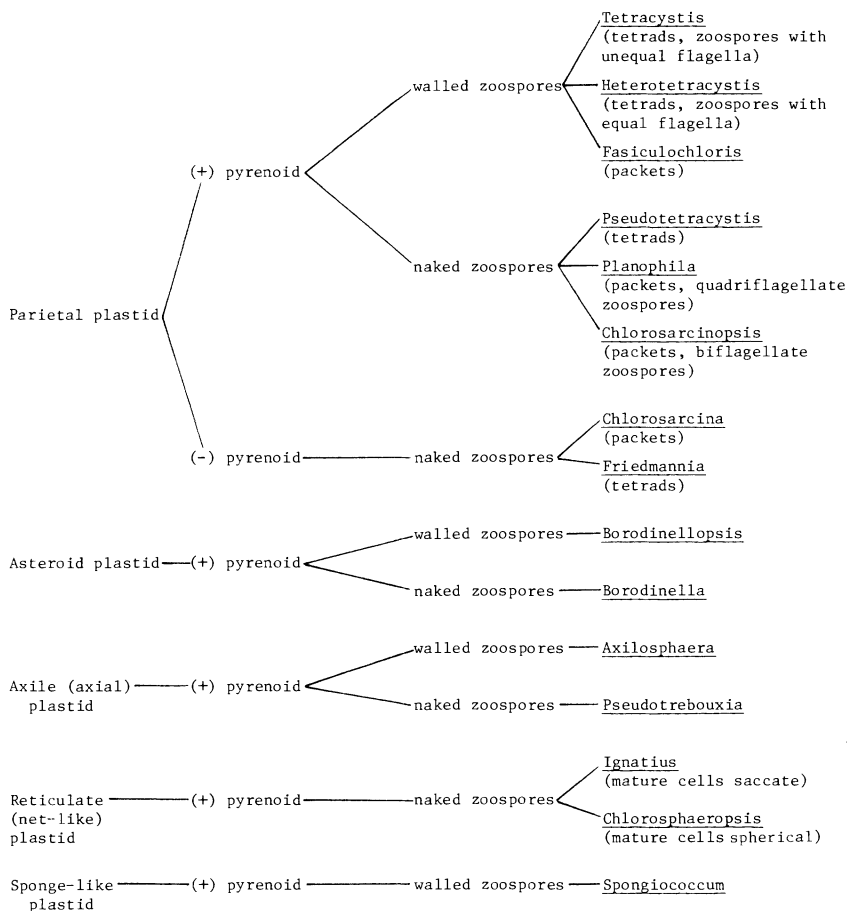 Tetracystis
(tetrads, zoospores with
unequal flagella)
walled zoospores
Heterotetracystis
(tetrads, zoospores with
equal flagella)
Fasiculochloris
(packets)
(+) pyrenoid
Pseudotetracystis
(tetrads)
naked zoospores
Planophila
(packets, quadriflagellate
zoospores)
Parietal plastid
Chlorosarcinopsis
(packets, biflagellate
zoospores)
Chlorosarcina
(packets)
(-) pyrenoid
naked zoospores
Friedmannia
(tetrads)
walled zoospores
Borodinellopsis
Asteroid plastid
(+) pyrenoid
naked zoospores
Borodinella
walled zoospores
Axilosphaera
Axile (axial)
plastid
(+) pyrenoid
naked zoospores
Pseudotrebouxia
Ignatius
(mature cells saccate)
Reticulate
(net-like)
plastid
(+) pyrenoid
naked zoospores
Chlorosphaeropsis
(mature cells spherical)
Sponge-like
plastid
(+) pyrenoid
walled zoospores
Spongiococcum